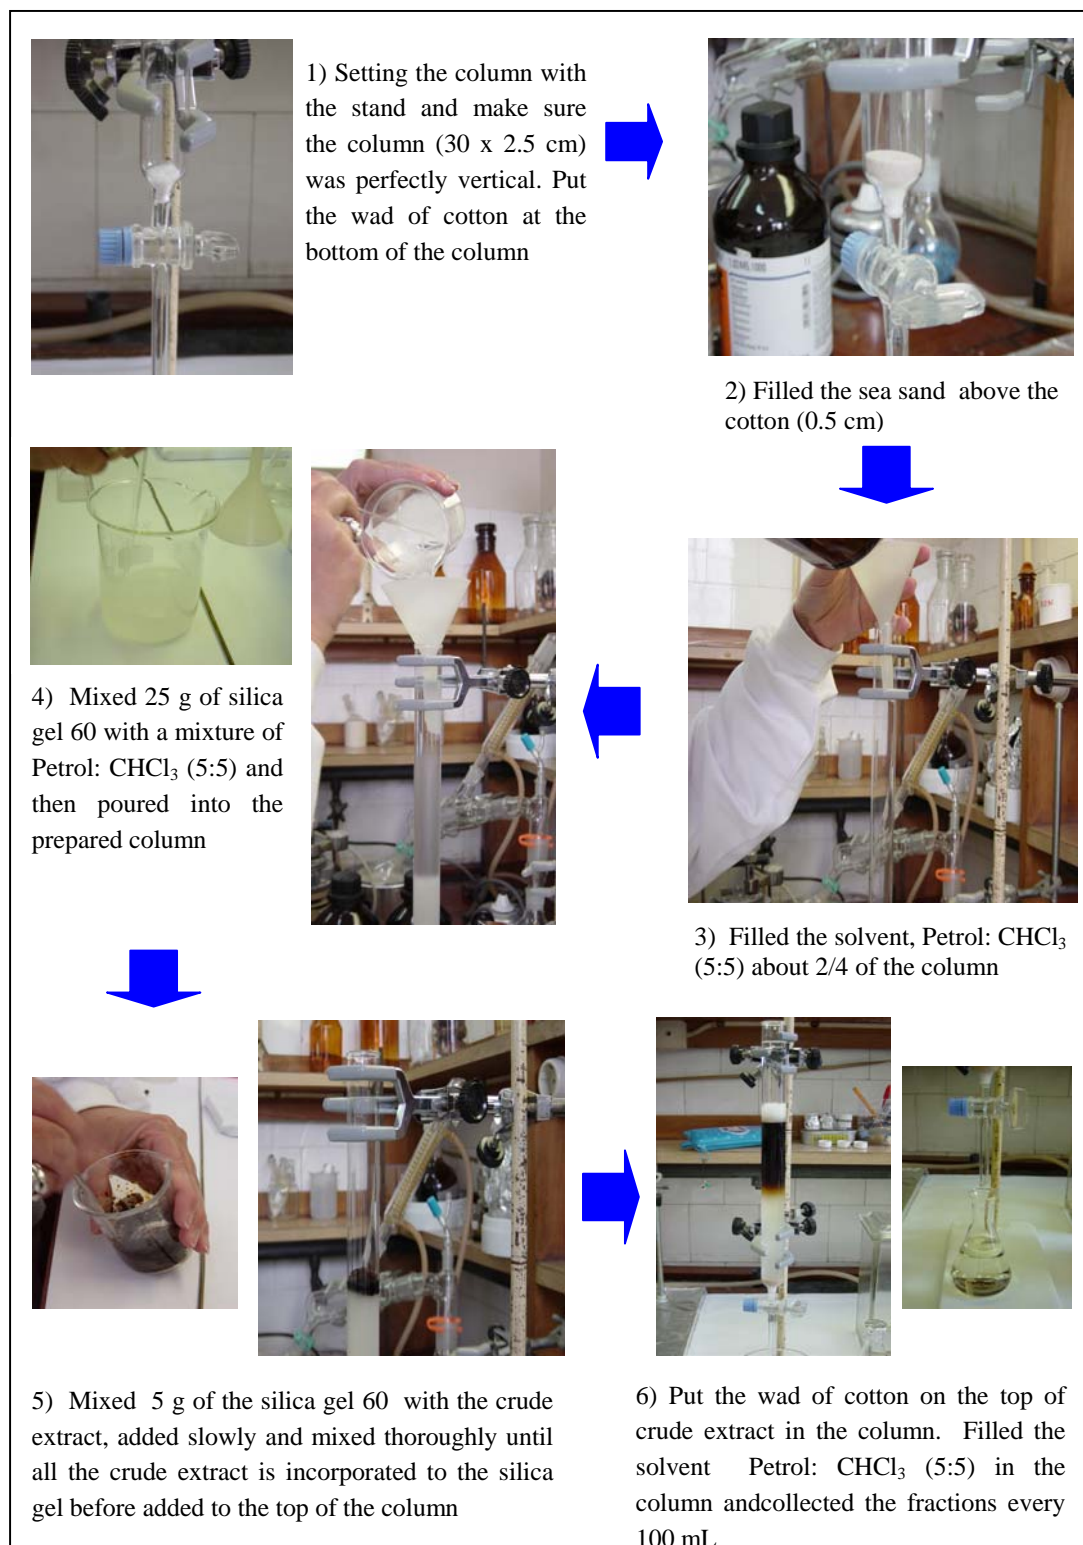 1) Setting the column with
the stand and make sure
the column (30 x 2.5 cm)
was perfectly vertical. Put
the wad of cotton at the
bottom of the column
2) Filled the sea sand above the
cotton (0.5 cm)
3) Filled the solvent, Petrol: CHCl₃
(5:5) about 2/4 of the column
4) Mixed 25 g of silica
gel 60 with a mixture of
Petrol: CHCl₃ (5:5) and
then poured into the
prepared column
5) Mixed 5 g of the silica gel 60 with the crude
extract, added slowly and mixed thoroughly until
all the crude extract is incorporated to the silica
gel before added to the top of the column
6) Put the wad of cotton on the top of
crude extract in the column. Filled the
solvent Petrol: CHCl₃ (5:5) in the
column andcollected the fractions every
100 mL